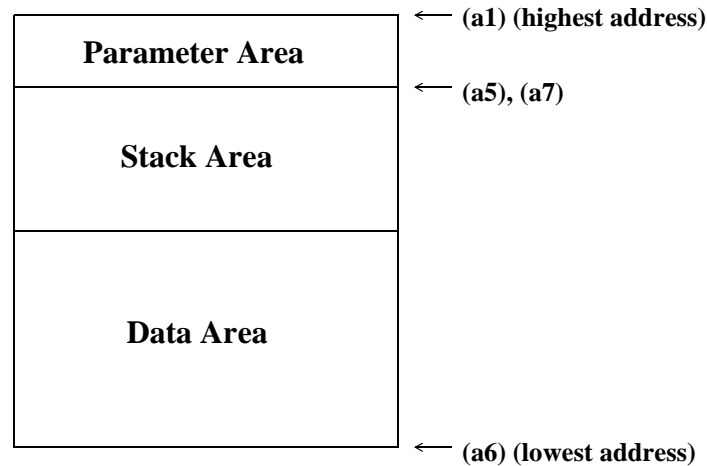 (a1) (highest address)
Parameter Area
(a5), (a7)
Stack Area
Data Area
(a6) (lowest address)